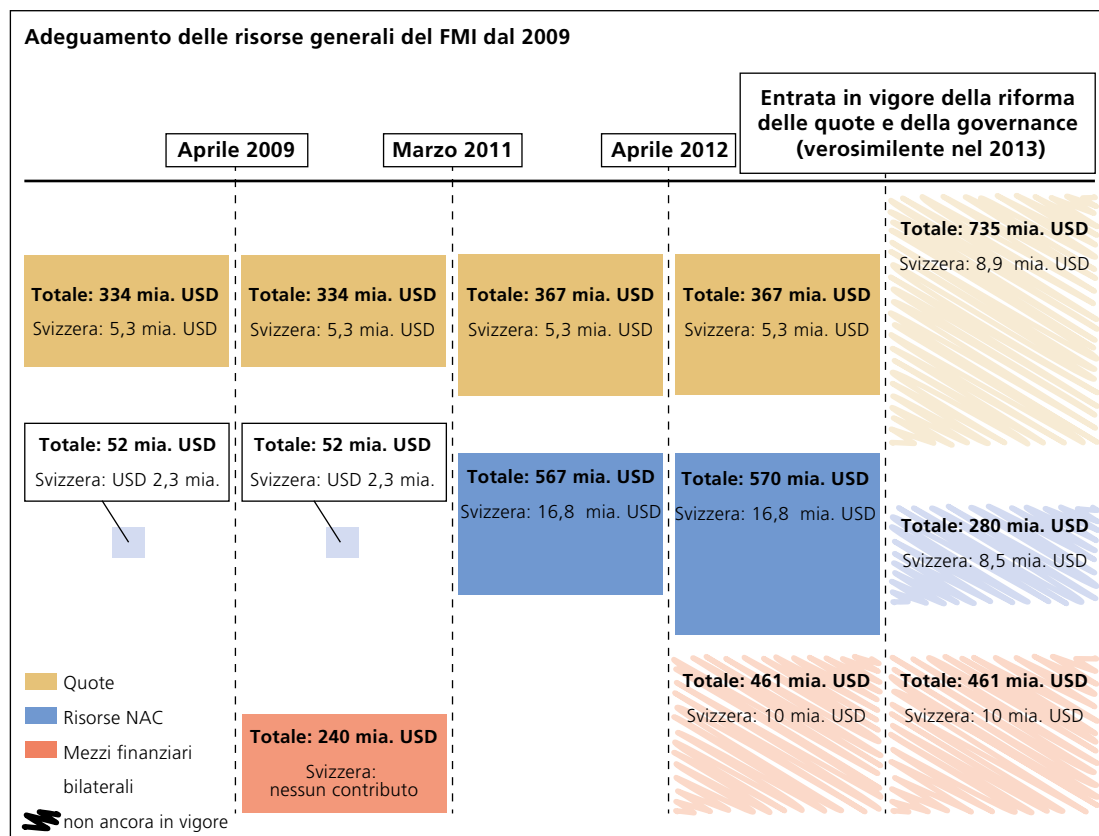 Adeguamento delle risorse generali del FMI dal 2009
Aprile 2009
Marzo 2011
Aprile 2012
Entrata in vigore della riforma
delle quote e della governance
(verosimilente nel 2013)
Totale: 334 mia. USD
Svizzera: 5,3 mia. USD
Totale: 334 mia. USD
Svizzera: 5,3 mia. USD
Totale: 367 mia. USD
Svizzera: 5,3 mia. USD
Totale: 367 mia. USD
Svizzera: 5,3 mia. USD
Totale: 735 mia. USD
Svizzera: 8,9 mia. USD
Totale: 52 mia. USD
Svizzera: USD 2,3 mia.
Totale: 52 mia. USD
Svizzera: USD 2,3 mia.
Totale: 567 mia. USD
Svizzera: 16,8 mia. USD
Totale: 570 mia. USD
Svizzera: 16,8 mia. USD
Totale: 280 mia. USD
Svizzera: 8,5 mia. USD
Totale: 240 mia. USD
Svizzera:
nessun contributo
Totale: 461 mia. USD
Svizzera: 10 mia. USD
Totale: 461 mia. USD
Svizzera: 10 mia. USD
Quote
Risorse NAC
Mezzi finanziari
bilaterali
non ancora in vigore